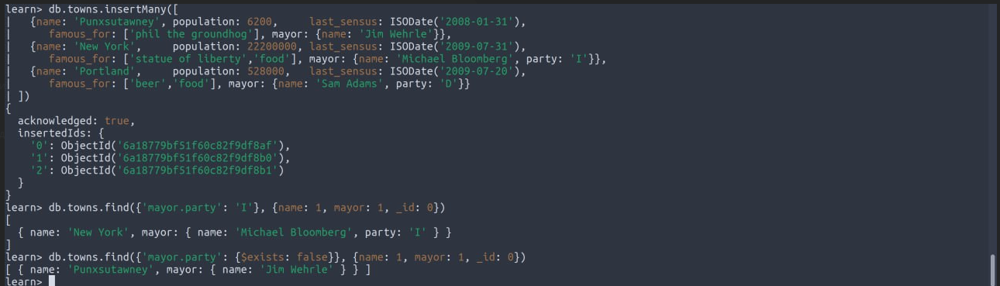 learn> db.towns.insertMany([
|   {name: 'Punxsutawney', population: 6200,     last_sensus: ISODate('2008-01-31'),
|      famous_for: ['phil the groundhog'], mayor: {name: 'Jim Wehrle'}},
|   {name: 'New York',     population: 22200000, last_sensus: ISODate('2009-07-31'),
|      famous_for: ['statue of liberty','food'], mayor: {name: 'Michael Bloomberg', party: 'I'}},
|   {name: 'Portland',     population: 528000,   last_sensus: ISODate('2009-07-20'),
|      famous_for: ['beer','food'], mayor: {name: 'Sam Adams', party: 'D'}}
| ])
{
  acknowledged: true,
  insertedIds: {
    '0': ObjectId('6a18779bf51f60c82f9df8af'),
    '1': ObjectId('6a18779bf51f60c82f9df8b0'),
    '2': ObjectId('6a18779bf51f60c82f9df8b1')
  }
}
learn> db.towns.find({'mayor.party': 'I'}, {name: 1, mayor: 1, _id: 0})
[
  { name: 'New York', mayor: { name: 'Michael Bloomberg', party: 'I' } }
]
learn> db.towns.find({'mayor.party': {$exists: false}}, {name: 1, mayor: 1, _id: 0})
[ { name: 'Punxsutawney', mayor: { name: 'Jim Wehrle' } } ]
learn>